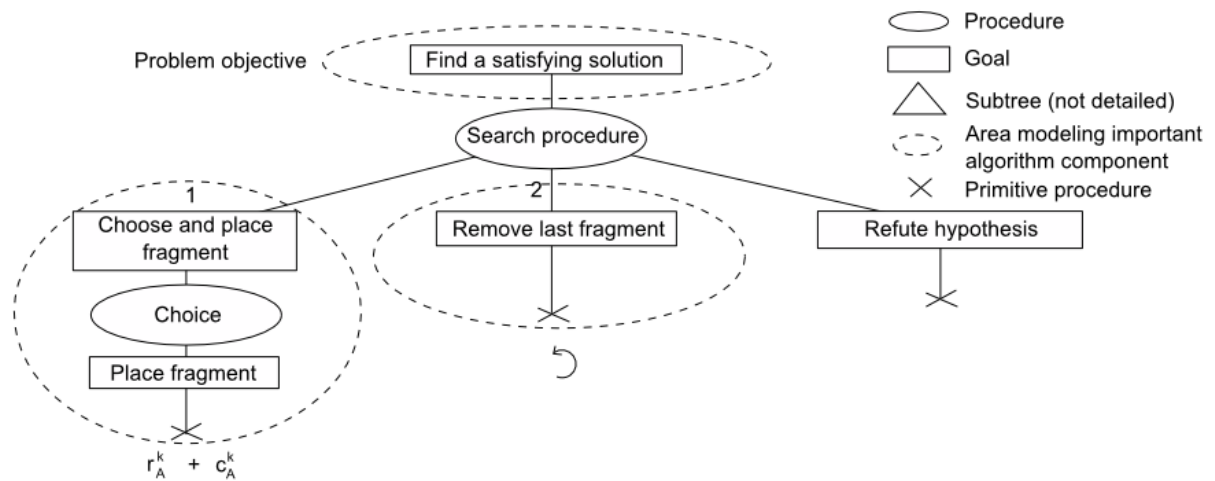 Problem objective
Find a satisfying solution
Search procedure
1
Choose and place
fragment
Choice
Place fragment
r_A^k + c_A^k
2
Remove last fragment
Refute hypothesis
Procedure
Goal
Subtree (not detailed)
Area modeling important
algorithm component
Primitive procedure